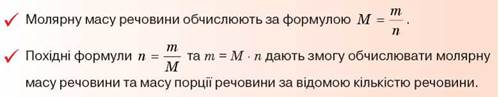 Молярну масу речовини обчислюють за формулою M = m/n.
Похідні формули n = m/M та m = M · n дають змогу обчислювати молярну
масу речовини та масу порції речовини за відомою кількістю речовини.